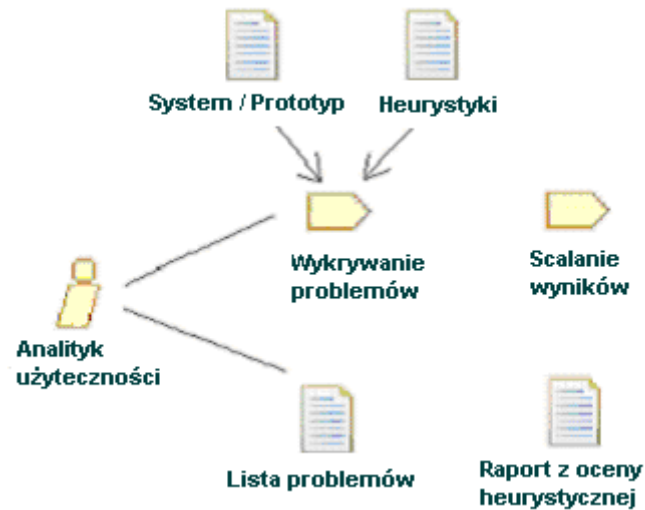 System / Prototyp
Heurystyki
Wykrywanie
problemów
Scalanie
wyników
Analityk
użyteczności
Lista problemów
Raport z oceny
heurystycznej